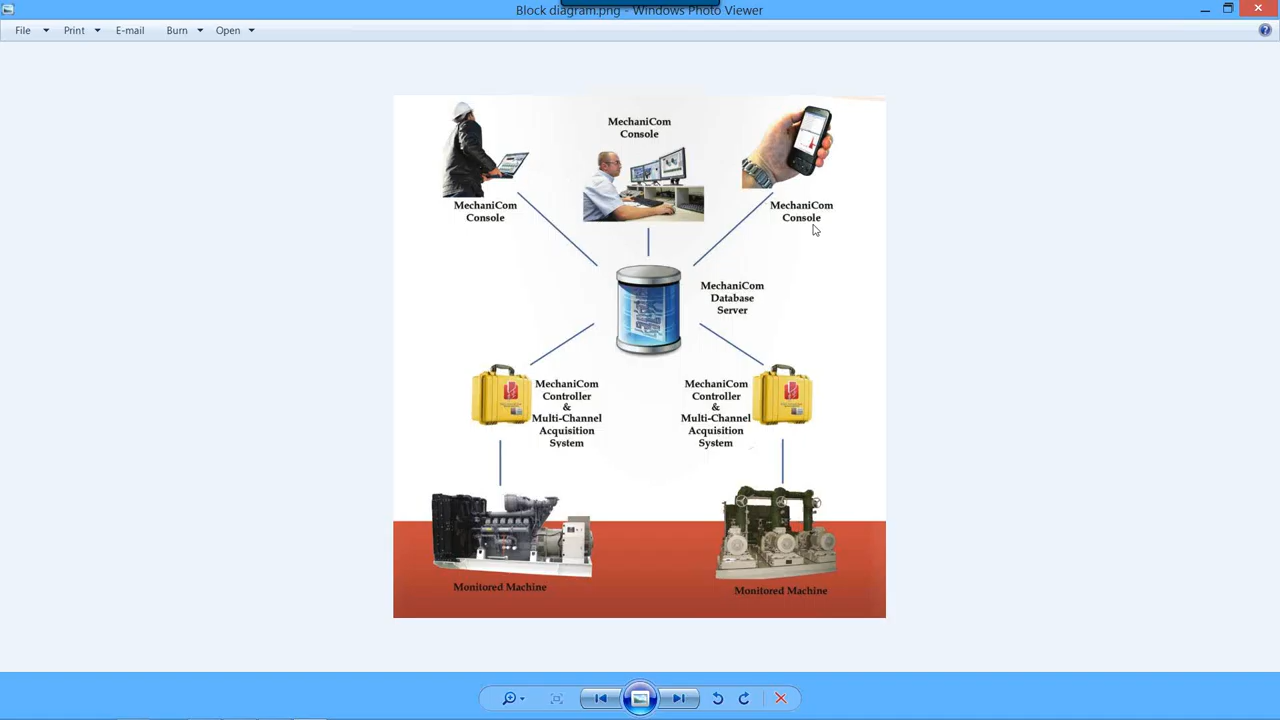 Block diagram.png - Windows Photo Viewer
File Print E-mail Burn Open
MechaniCom
Console
MechaniCom
Console
MechaniCom
Console
MechaniCom
Database
Server
MechaniCom
Controller
&
Multi-Channel
Acquisition
System
MechaniCom
Controller
&
Multi-Channel
Acquisition
System
Monitored Machine
Monitored Machine